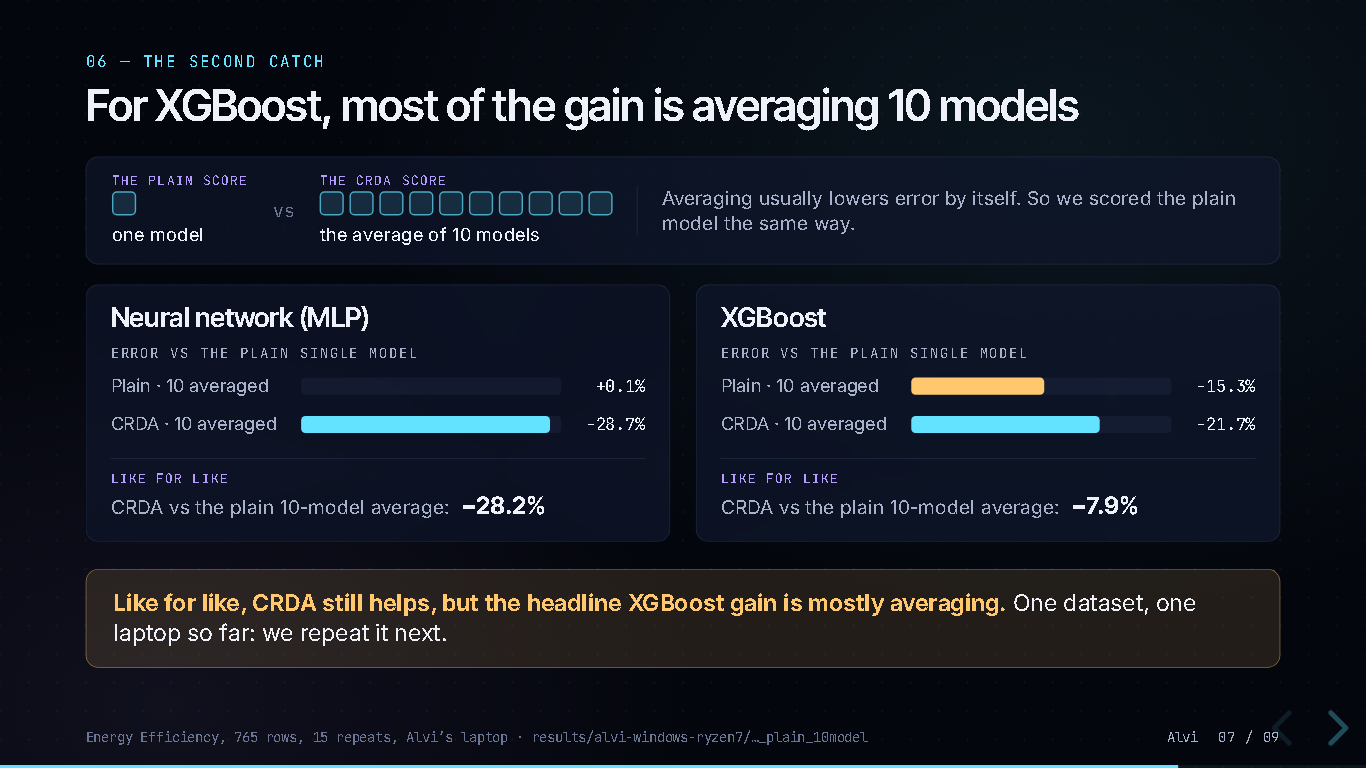 06 — THE SECOND CATCH
For XGBoost, most of the gain is averaging 10 models
THE PLAIN SCORE
one model
VS
THE CRDA SCORE
the average of 10 models
Averaging usually lowers error by itself. So we scored the plain
model the same way.
Neural network (MLP)
ERROR VS THE PLAIN SINGLE MODEL
Plain · 10 averaged +0.1%
CRDA · 10 averaged −28.7%
LIKE FOR LIKE
CRDA vs the plain 10-model average: −28.2%
XGBoost
ERROR VS THE PLAIN SINGLE MODEL
Plain · 10 averaged −15.3%
CRDA · 10 averaged −21.7%
LIKE FOR LIKE
CRDA vs the plain 10-model average: −7.9%
Like for like, CRDA still helps, but the headline XGBoost gain is mostly averaging. One dataset, one
laptop so far: we repeat it next.
Energy Efficiency, 765 rows, 15 repeats, Alvi’s laptop · results/alvi-windows-ryzen7/…_plain_10model
Alvi 07 / 09